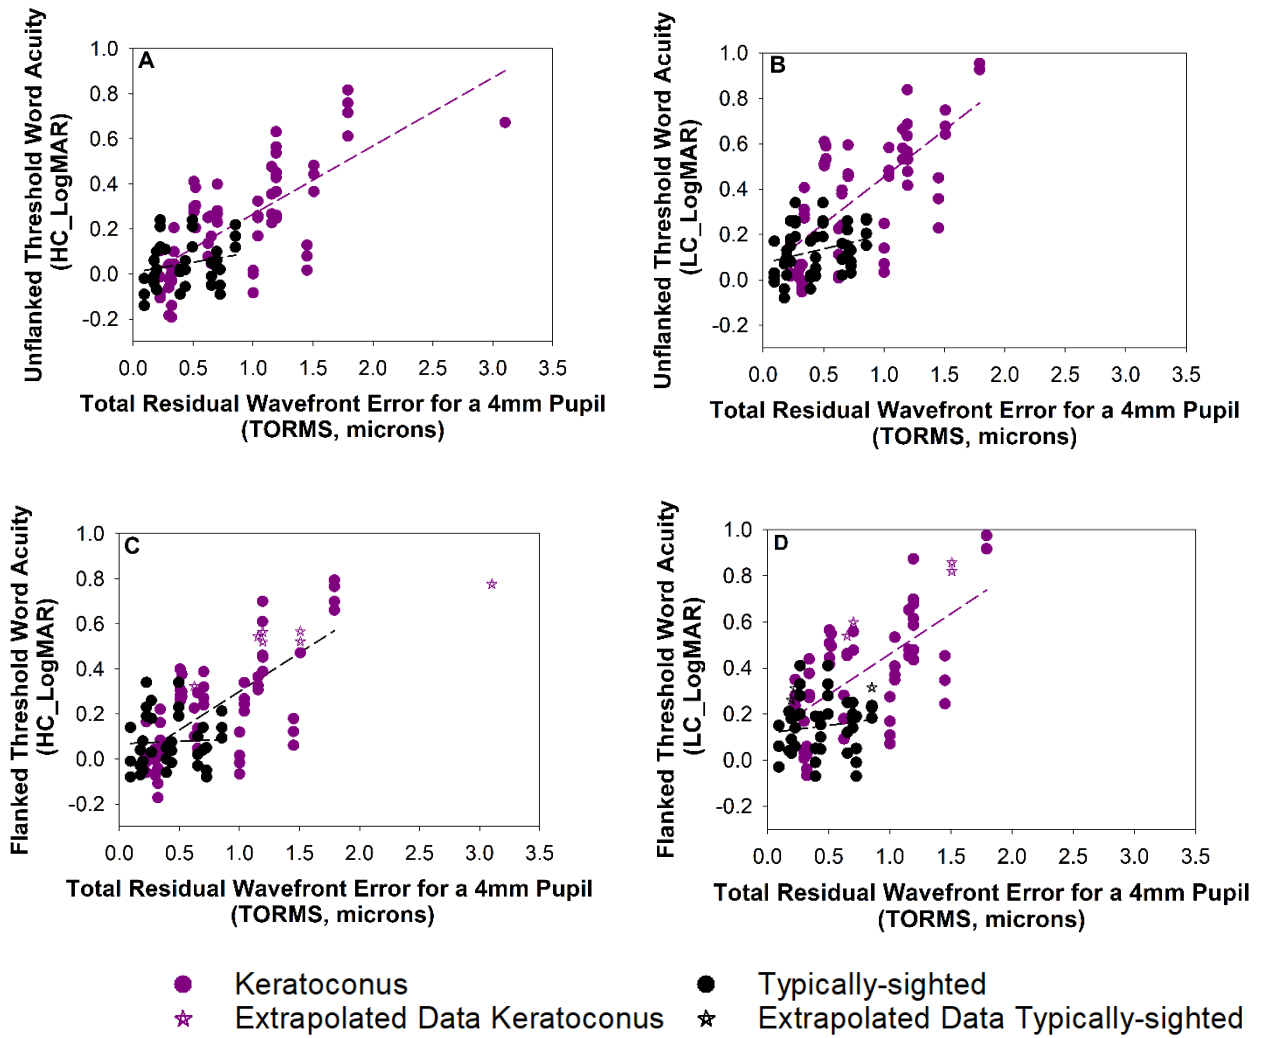 A
Unflanked Threshold Word Acuity
(HC_LogMAR)
1.0
0.8
0.6
0.4
0.2
0.0
-0.2
0.0 0.5 1.0 1.5 2.0 2.5 3.0 3.5
Total Residual Wavefront Error for a 4mm Pupil
(TORMS, microns)
B
Unflanked Threshold Word Acuity
(LC_LogMAR)
1.0
0.8
0.6
0.4
0.2
0.0
-0.2
0.0 0.5 1.0 1.5 2.0 2.5 3.0 3.5
Total Residual Wavefront Error for a 4mm Pupil
(TORMS, microns)
C
Flanked Threshold Word Acuity
(HC_LogMAR)
1.0
0.8
0.6
0.4
0.2
0.0
-0.2
0.0 0.5 1.0 1.5 2.0 2.5 3.0 3.5
Total Residual Wavefront Error for a 4mm Pupil
(TORMS, microns)
D
Flanked Threshold Word Acuity
(LC_LogMAR)
1.0
0.8
0.6
0.4
0.2
0.0
-0.2
0.0 0.5 1.0 1.5 2.0 2.5 3.0 3.5
Total Residual Wavefront Error for a 4mm Pupil
(TORMS, microns)
Keratoconus
Extrapolated Data Keratoconus
Typically-sighted
Extrapolated Data Typically-sighted